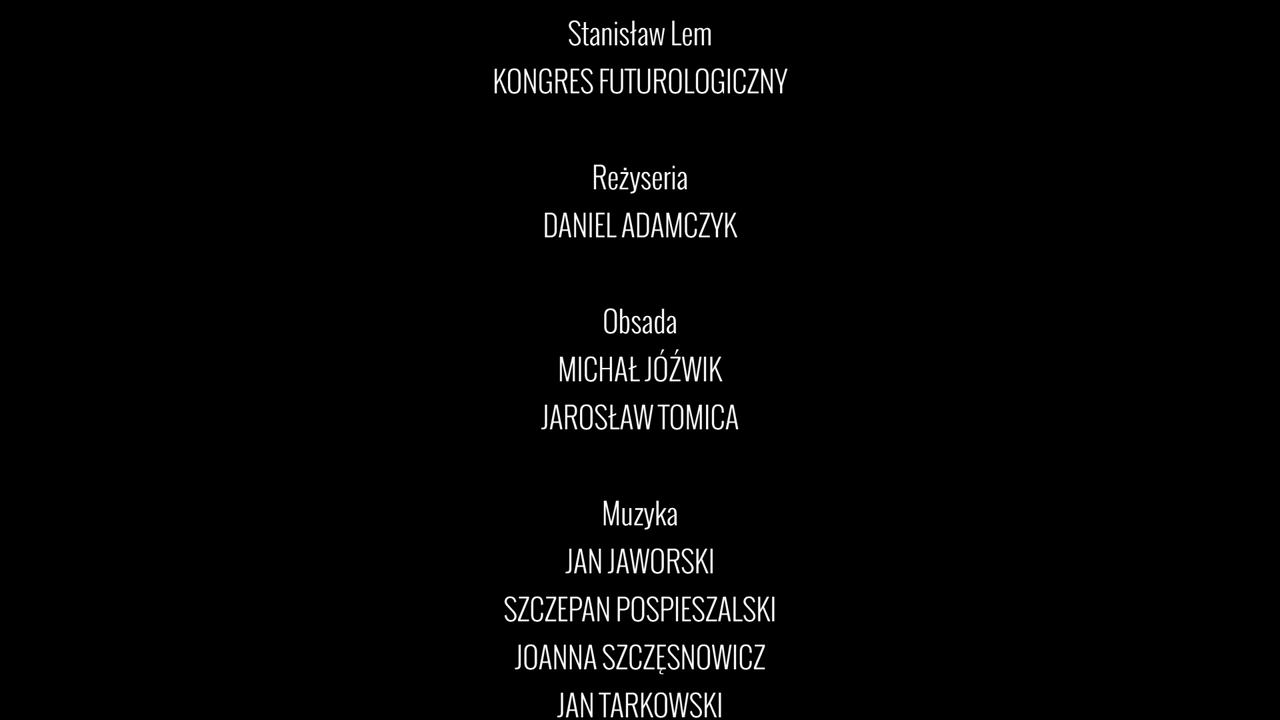 Stanisław Lem
KONGRES FUTUROLOGICZNY
Reżyseria
DANIEL ADAMCZYK
Obsada
MICHAŁ JÓŹWIK
JAROSŁAW TOMICA
Muzyka
JAN JAWORSKI
SZCZEPAN POSPIESZALSKI
JOANNA SZCZĘSNOWICZ
JAN TARKOWSKI